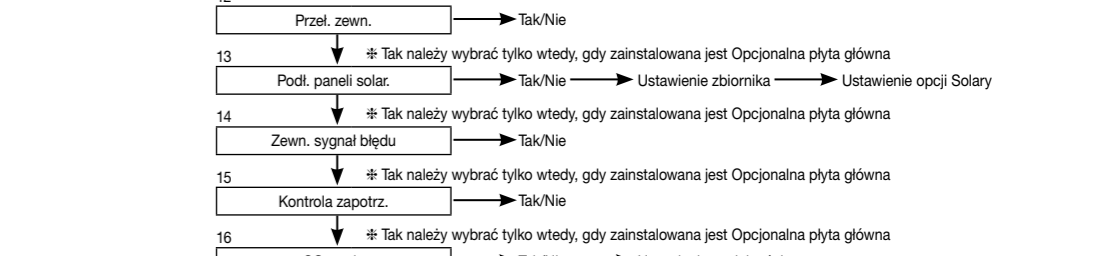 12
Przeł. zewn. Tak/Nie
❉ Tak należy wybrać tylko wtedy, gdy zainstalowana jest Opcjonalna płyta główna
13
Podł. paneli solar. Tak/Nie Ustawienie zbiornika Ustawienie opcji Solary
❉ Tak należy wybrać tylko wtedy, gdy zainstalowana jest Opcjonalna płyta główna
14
Zewn. sygnał błędu Tak/Nie
❉ Tak należy wybrać tylko wtedy, gdy zainstalowana jest Opcjonalna płyta główna
15
Kontrola zapotrz. Tak/Nie
❉ Tak należy wybrać tylko wtedy, gdy zainstalowana jest Opcjonalna płyta główna
16